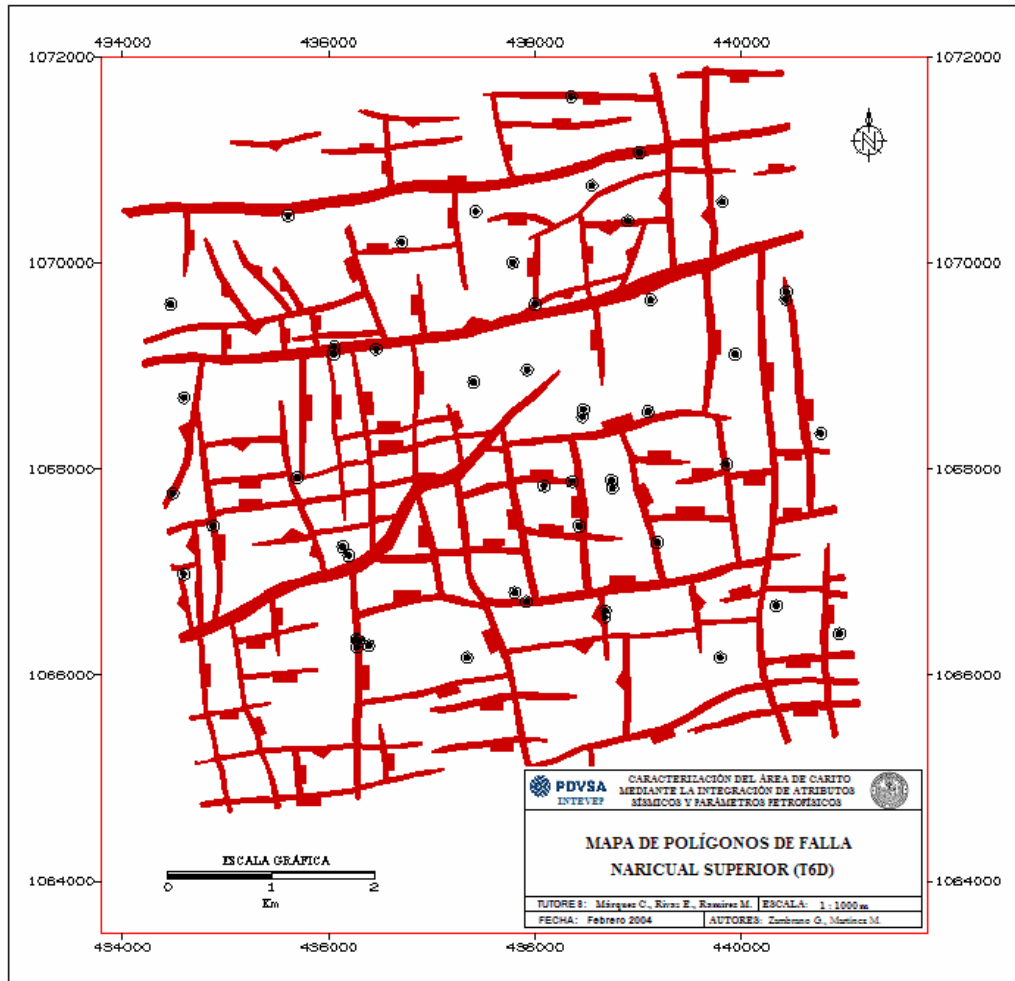 434000 436000 438000 440000
1072000 1072000
N
1070000 1070000
1068000 1068000
1066000 1066000
1064000 1064000
ESCALA GRÁFICA
0 1 2
Km
PDVSA
INTEVEP
CARACTERIZACIÓN DEL ÁREA DE CARITO
MEDIANTE LA INTEGRACIÓN DE ATRIBUTOS
SÍSMICOS Y PARÁMETROS PETROFÍSICOS
MAPA DE POLÍGONOS DE FALLA
NARICUAL SUPERIOR (T6D)
TUTORES: Márquez C., Rivas E., Ramírez M. ESCALA: 1 : 1000 m
FECHA: Febrero 2004 AUTORES: Zambrano G., Martínez M.
434000 436000 438000 440000